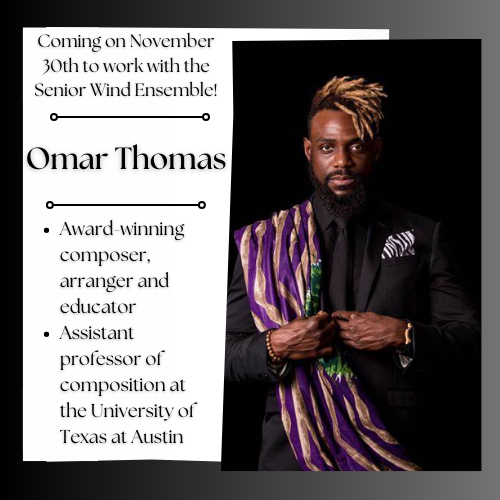 Coming on November
30th to work with the
Senior Wind Ensemble!
Omar Thomas
• Award-winning
composer,
arranger and
educator
• Assistant
professor of
composition at
the University of
Texas at Austin